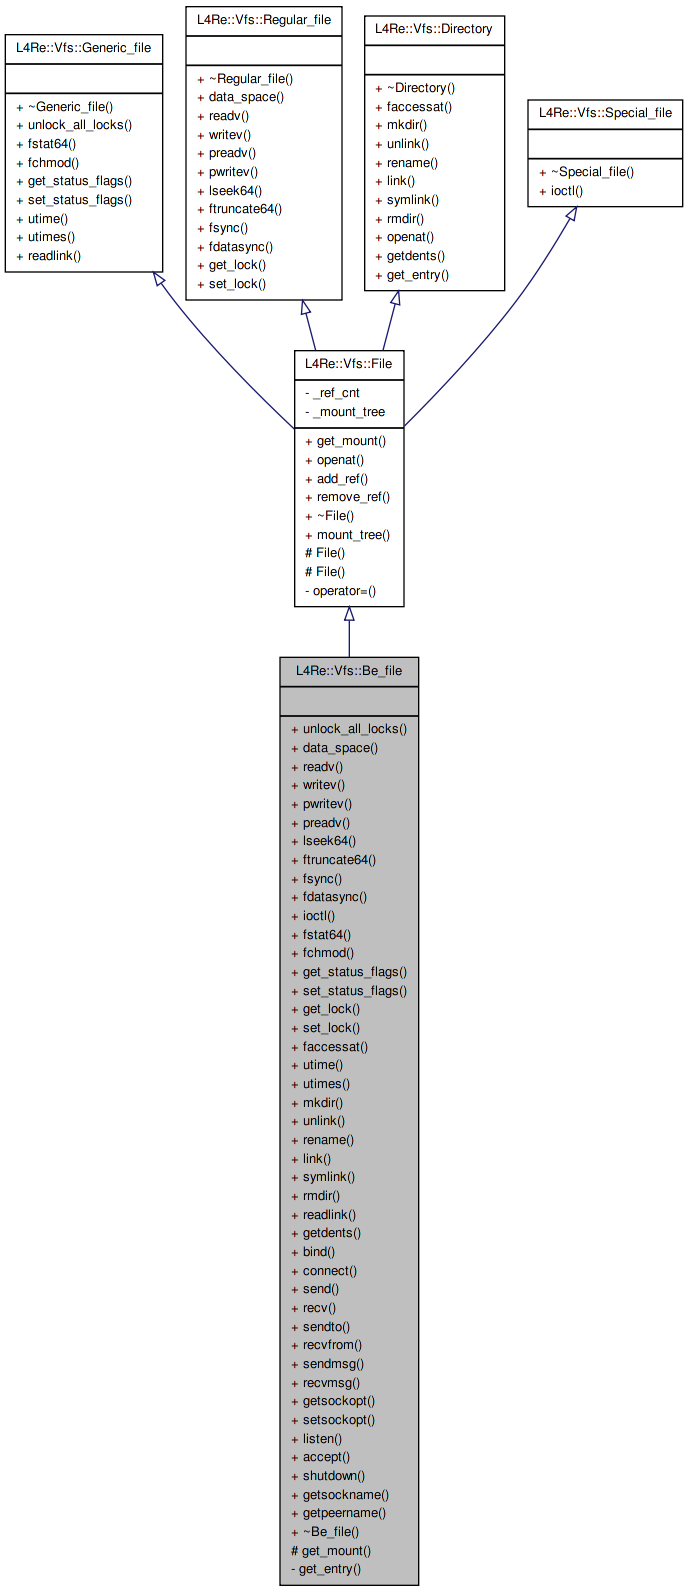 L4Re::Vfs::Generic_file
+ ~Generic_file()
+ unlock_all_locks()
+ fstat64()
+ fchmod()
+ get_status_flags()
+ set_status_flags()
+ utime()
+ utimes()
+ readlink()
L4Re::Vfs::Regular_file
+ ~Regular_file()
+ data_space()
+ readv()
+ writev()
+ preadv()
+ pwritev()
+ lseek64()
+ ftruncate64()
+ fsync()
+ fdatasync()
+ get_lock()
+ set_lock()
L4Re::Vfs::Directory
+ ~Directory()
+ faccessat()
+ mkdir()
+ unlink()
+ rename()
+ link()
+ symlink()
+ rmdir()
+ openat()
+ getdents()
+ get_entry()
L4Re::Vfs::Special_file
+ ~Special_file()
+ ioctl()
L4Re::Vfs::File
- _ref_cnt
- _mount_tree
+ get_mount()
+ openat()
+ add_ref()
+ remove_ref()
+ ~File()
+ mount_tree()
# File()
# File()
- operator=()
L4Re::Vfs::Be_file
+ unlock_all_locks()
+ data_space()
+ readv()
+ writev()
+ pwritev()
+ preadv()
+ lseek64()
+ ftruncate64()
+ fsync()
+ fdatasync()
+ ioctl()
+ fstat64()
+ fchmod()
+ get_status_flags()
+ set_status_flags()
+ get_lock()
+ set_lock()
+ faccessat()
+ utime()
+ utimes()
+ mkdir()
+ unlink()
+ rename()
+ link()
+ symlink()
+ rmdir()
+ readlink()
+ getdents()
+ bind()
+ connect()
+ send()
+ recv()
+ sendto()
+ recvfrom()
+ sendmsg()
+ recvmsg()
+ getsockopt()
+ setsockopt()
+ listen()
+ accept()
+ shutdown()
+ getsockname()
+ getpeername()
+ ~Be_file()
# get_mount()
- get_entry()